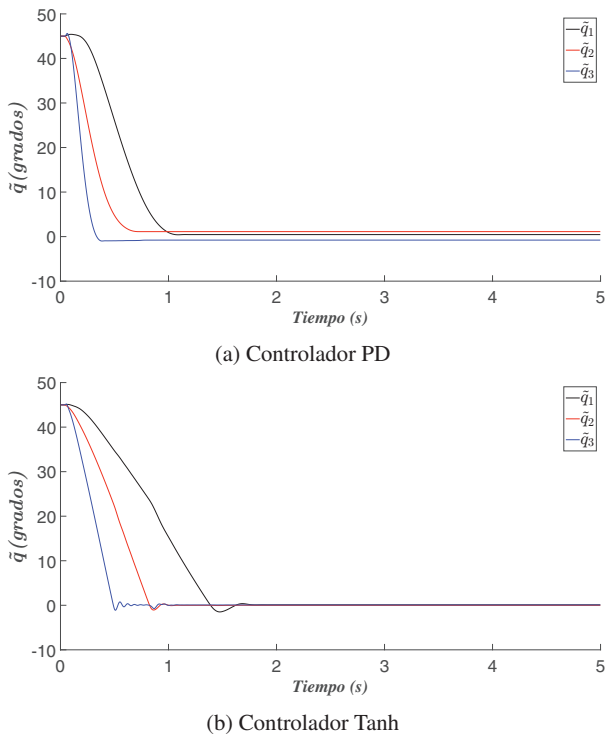 50
40
30
20
10
0
-10
q̃ (grados)
0 1 2 3 4 5
Tiempo (s)
q̃₁
q̃₂
q̃₃
(a) Controlador PD
50
40
30
20
10
0
-10
q̃ (grados)
0 1 2 3 4 5
Tiempo (s)
q̃₁
q̃₂
q̃₃
(b) Controlador Tanh